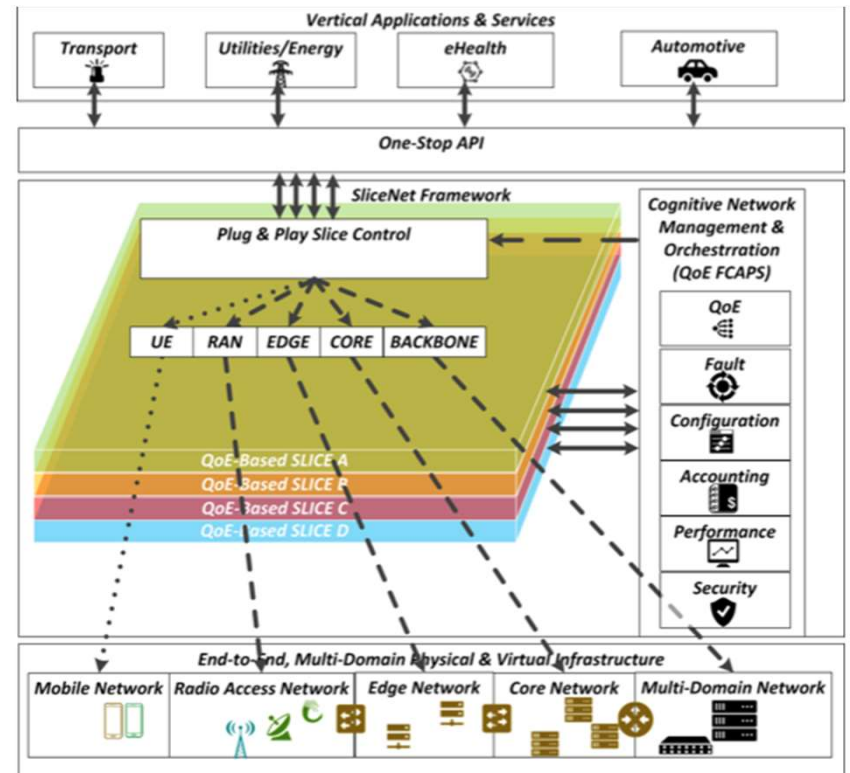 Vertical Applications & Services
Transport
Utilities/Energy
eHealth
Automotive
One-Stop API
SliceNet Framework
Plug & Play Slice Control
UE
RAN
EDGE
CORE
BACKBONE
QoE-Based SLICE A
QoE-Based SLICE B
QoE-Based SLICE C
QoE-Based SLICE D
Cognitive Network
Management &
Orchestrration
(QoE FCAPS)
QoE
Fault
Configuration
Accounting
$
Performance
Security
End-to-End, Multi-Domain Physical & Virtual Infrastructure
Mobile Network
Radio Access Network
Edge Network
Core Network
Multi-Domain Network